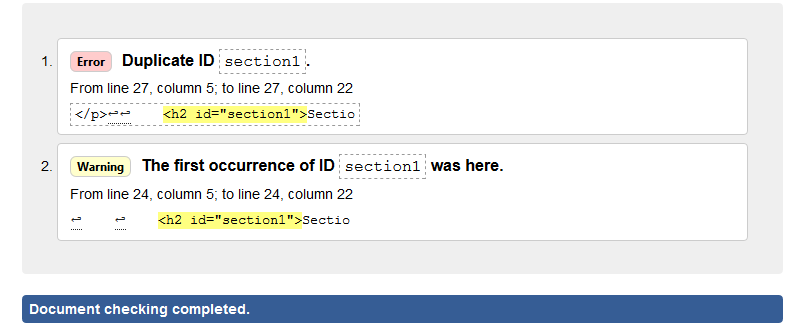 1. Error Duplicate ID section1.
From line 27, column 5; to line 27, column 22
</p>↩↩    <h2 id="section1">Sectio
2. Warning The first occurrence of ID section1 was here.
From line 24, column 5; to line 24, column 22
↩    ↩    <h2 id="section1">Sectio
Document checking completed.